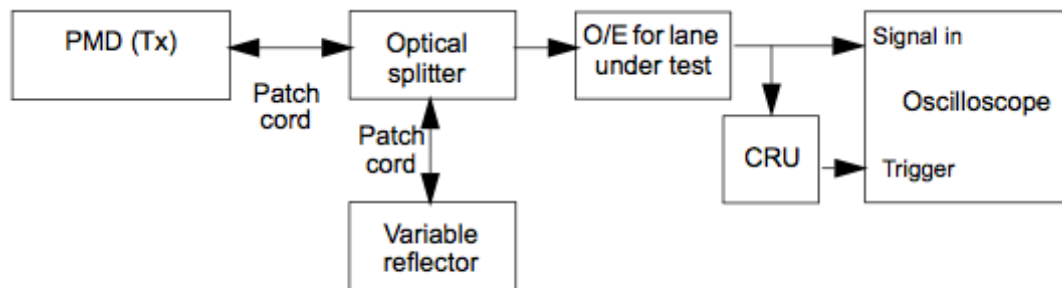 PMD (Tx)
Patch
cord
Optical
splitter
Patch
cord
Variable
reflector
O/E for lane
under test
CRU
Signal in
Oscilloscope
Trigger